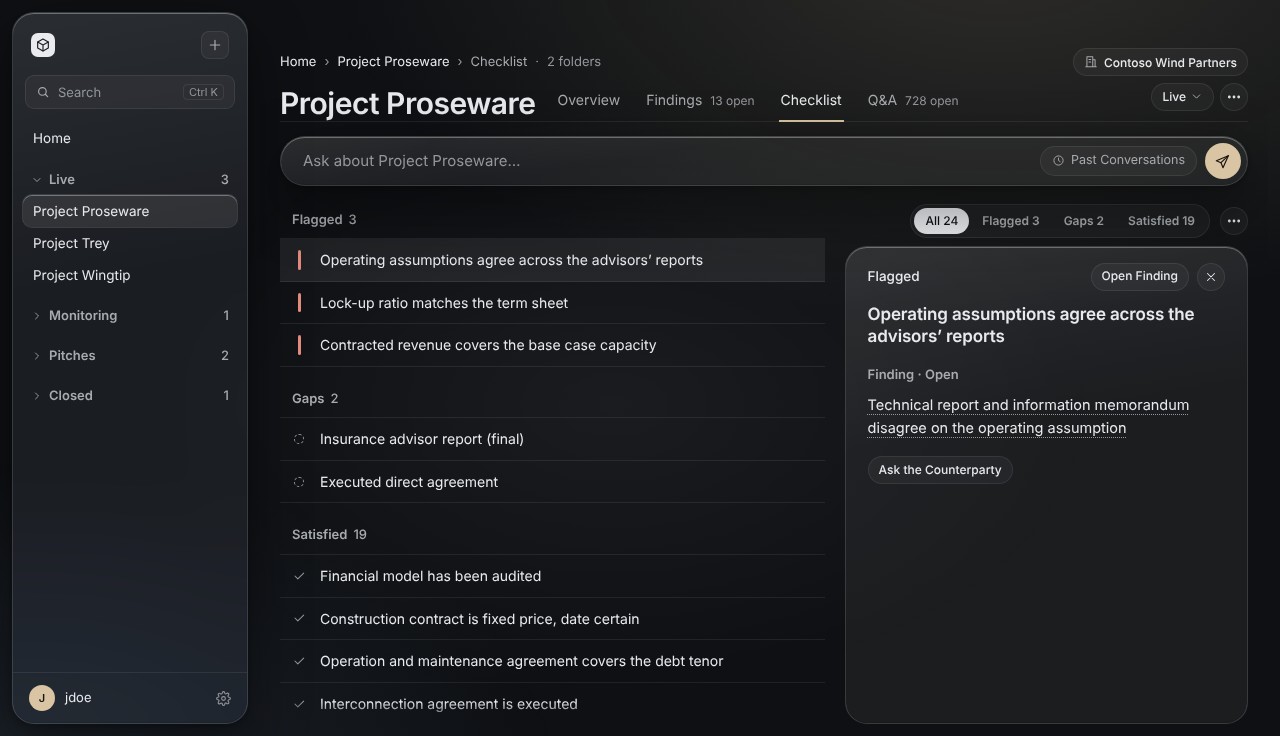 Search
Ctrl K
Home
Live 3
Project Proseware
Project Trey
Project Wingtip
Monitoring 1
Pitches 2
Closed 1
J jdoe
Home › Project Proseware › Checklist · 2 folders
Contoso Wind Partners
Project Proseware
Overview
Findings 13 open
Checklist
Q&A 728 open
Live
Ask about Project Proseware...
Past Conversations
Flagged 3
All 24
Flagged 3
Gaps 2
Satisfied 19
Operating assumptions agree across the advisors’ reports
Lock-up ratio matches the term sheet
Contracted revenue covers the base case capacity
Gaps 2
Insurance advisor report (final)
Executed direct agreement
Satisfied 19
Financial model has been audited
Construction contract is fixed price, date certain
Operation and maintenance agreement covers the debt tenor
Interconnection agreement is executed
Flagged
Open Finding
Operating assumptions agree across the
advisors’ reports
Finding · Open
Technical report and information memorandum
disagree on the operating assumption
Ask the Counterparty